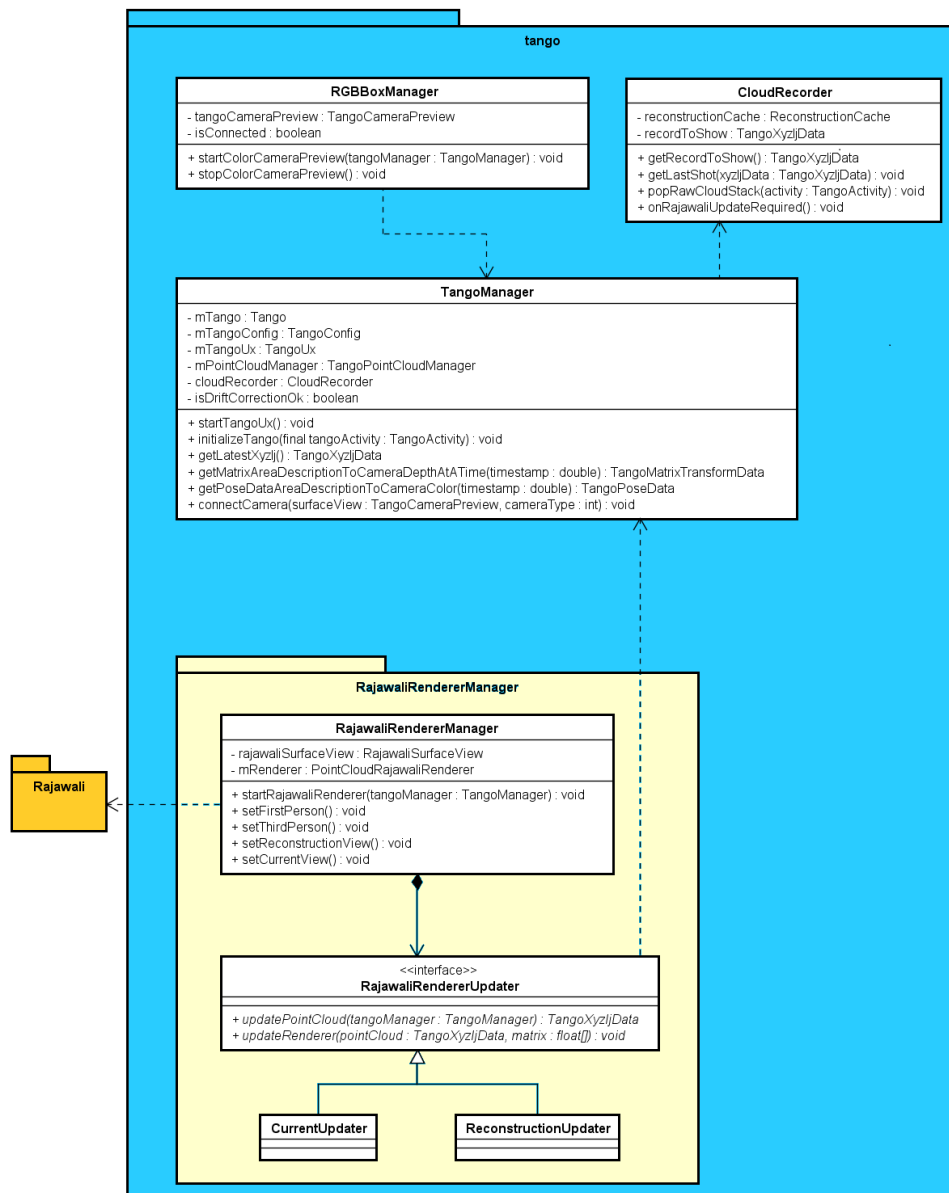 tango
RGBBoxManager
- tangoCameraPreview : TangoCameraPreview
- isConnected : boolean
+ startColorCameraPreview(tangoManager : TangoManager) : void
+ stopColorCameraPreview() : void
CloudRecorder
- reconstructionCache : ReconstructionCache
- recordToShow : TangoXyzIjData
+ getRecordToShow() : TangoXyzIjData
+ getLastShot(xyzIjData : TangoXyzIjData) : void
+ popRawCloudStack(activity : TangoActivity) : void
+ onRajawaliUpdateRequired() : void
TangoManager
- mTango : Tango
- mTangoConfig : TangoConfig
- mTangoUx : TangoUx
- mPointCloudManager : TangoPointCloudManager
- cloudRecorder : CloudRecorder
- isDriftCorrectionOk : boolean
+ startTangoUx() : void
+ initializeTango(final tangoActivity : TangoActivity) : void
+ getLatestXyzIj() : TangoXyzIjData
+ getMatrixAreaDescriptionToCameraDepthAtATime(timestamp : double) : TangoMatrixTransformData
+ getPoseDataAreaDescriptionToCameraColor(timestamp : double) : TangoPoseData
+ connectCamera(surfaceView : TangoCameraPreview, cameraType : int) : void
RajawaliRendererManager
RajawaliRendererManager
- rajawaliSurfaceView : RajawaliSurfaceView
- mRenderer : PointCloudRajawaliRenderer
+ startRajawaliRenderer(tangoManager : TangoManager) : void
+ setFirstPerson() : void
+ setThirdPerson() : void
+ setReconstructionView() : void
+ setCurrentView() : void
Rajawali
<<interface>>
RajawaliRendererUpdater
+ updatePointCloud(tangoManager : TangoManager) : TangoXyzIjData
+ updateRenderer(pointCloud : TangoXyzIjData, matrix : float[]) : void
CurrentUpdater
ReconstructionUpdater